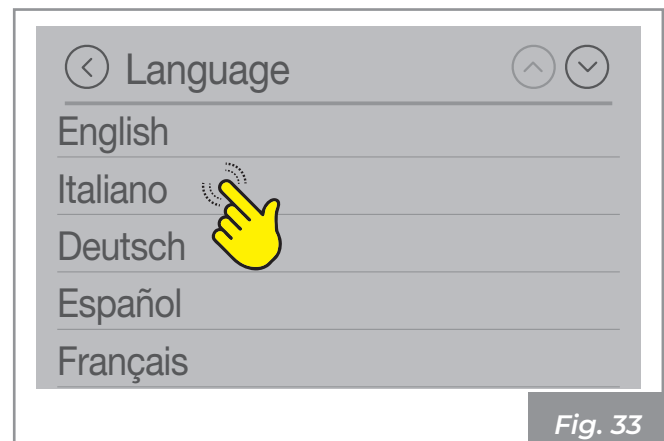 Language
English
Italiano
Deutsch
Español
Français
Fig. 33